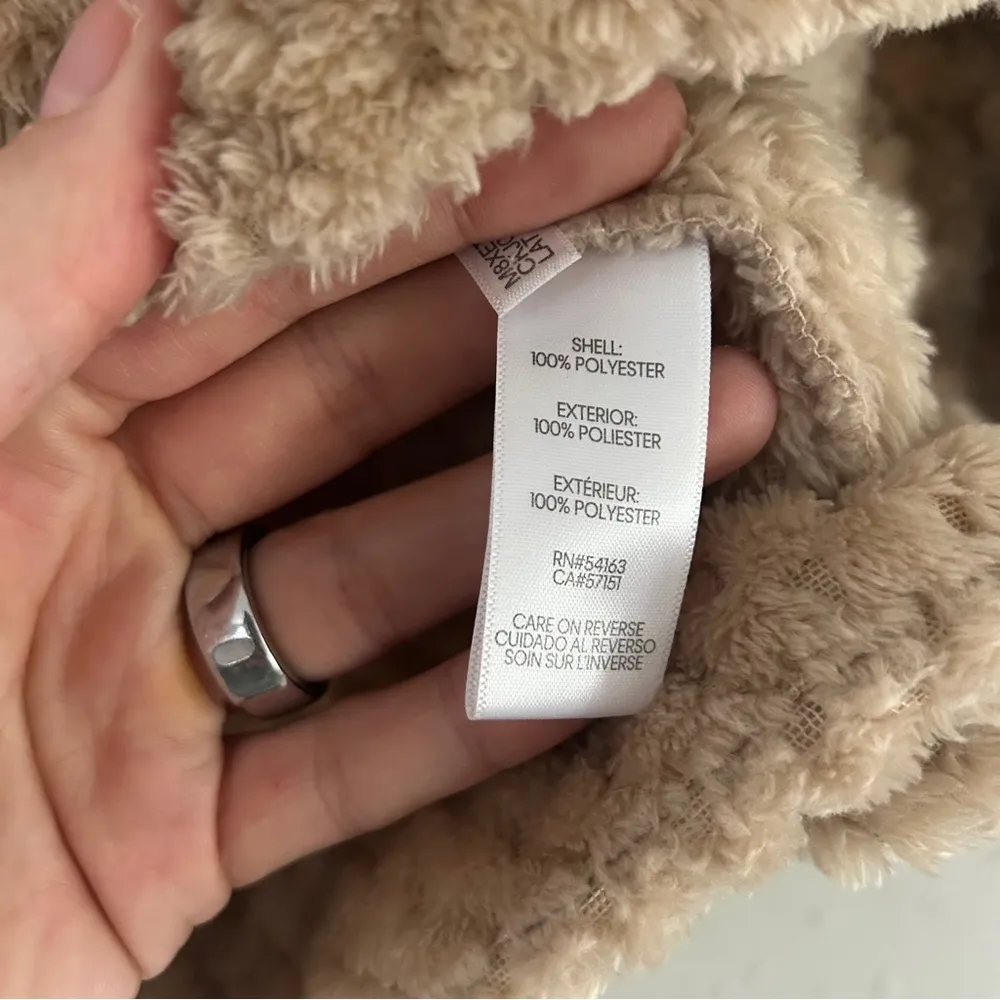 SHELL:
100% POLYESTER
EXTERIOR:
100% POLIESTER
EXTÉRIEUR:
100% POLYESTER
RN#54163
CA#57151
CARE ON REVERSE
CUIDADO AL REVERSO
SOIN SUR L'INVERSE